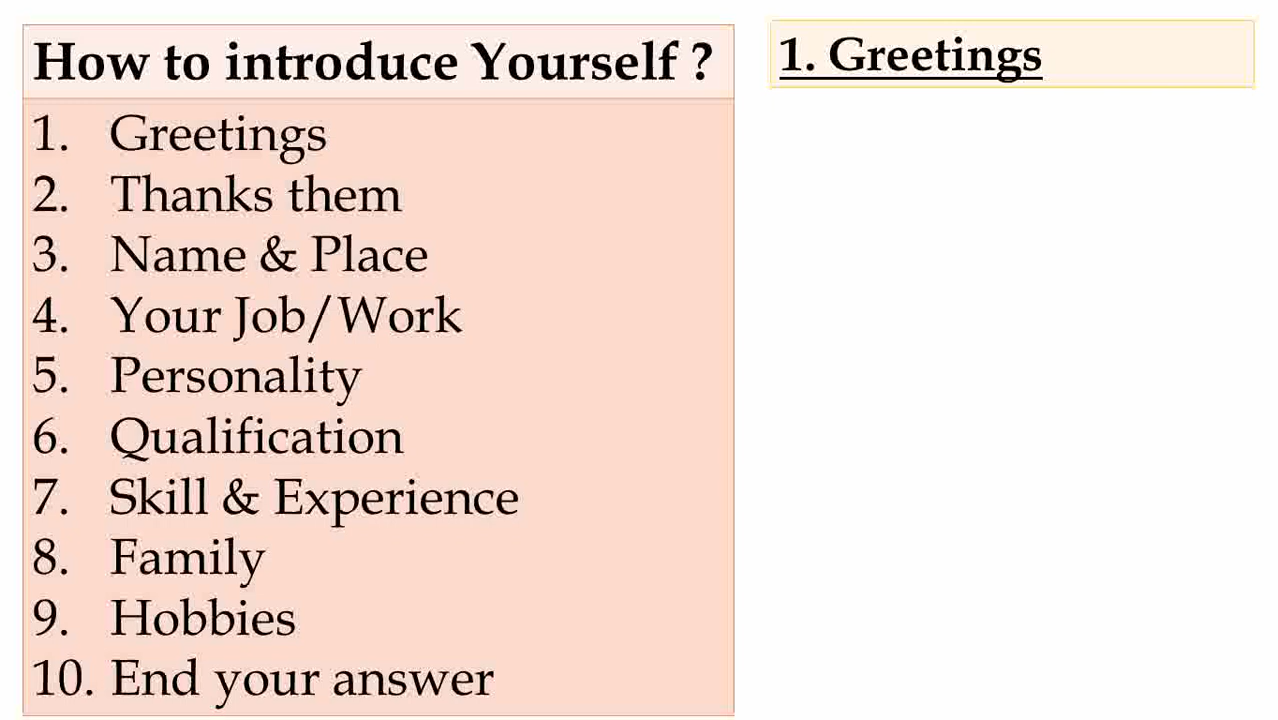 How to introduce Yourself ?
1. Greetings
2. Thanks them
3. Name & Place
4. Your Job/Work
5. Personality
6. Qualification
7. Skill & Experience
8. Family
9. Hobbies
10. End your answer
1. Greetings